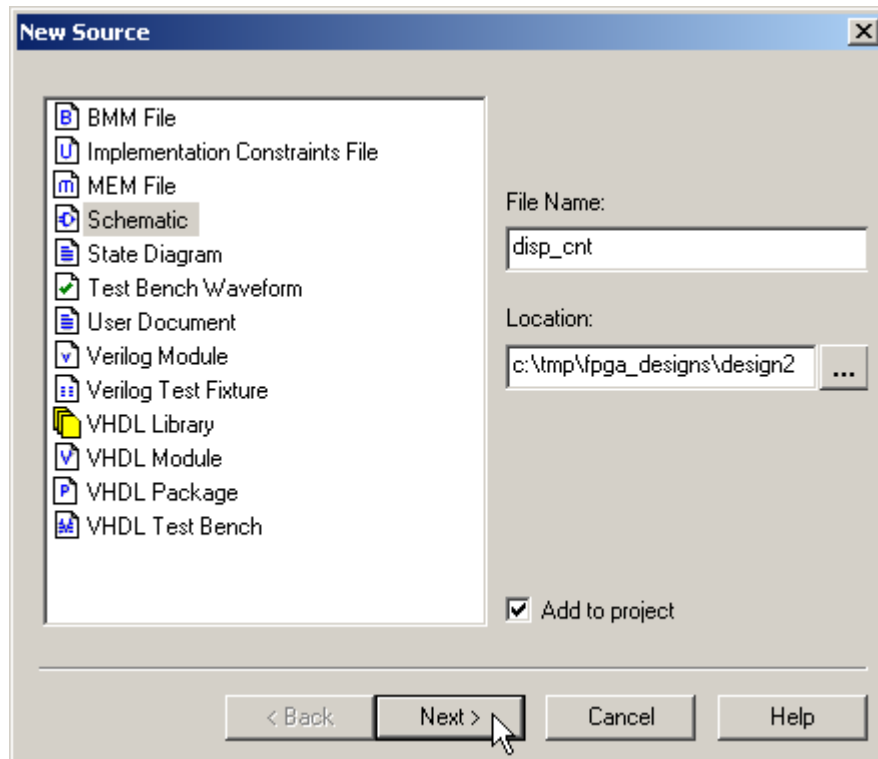 New Source
BMM File
Implementation Constraints File
MEM File
Schematic
State Diagram
Test Bench Waveform
User Document
Verilog Module
Verilog Test Fixture
VHDL Library
VHDL Module
VHDL Package
VHDL Test Bench
File Name:
disp_cnt
Location:
c:\tmp\fpga_designs\design2
...
Add to project
< Back
Next >
Cancel
Help